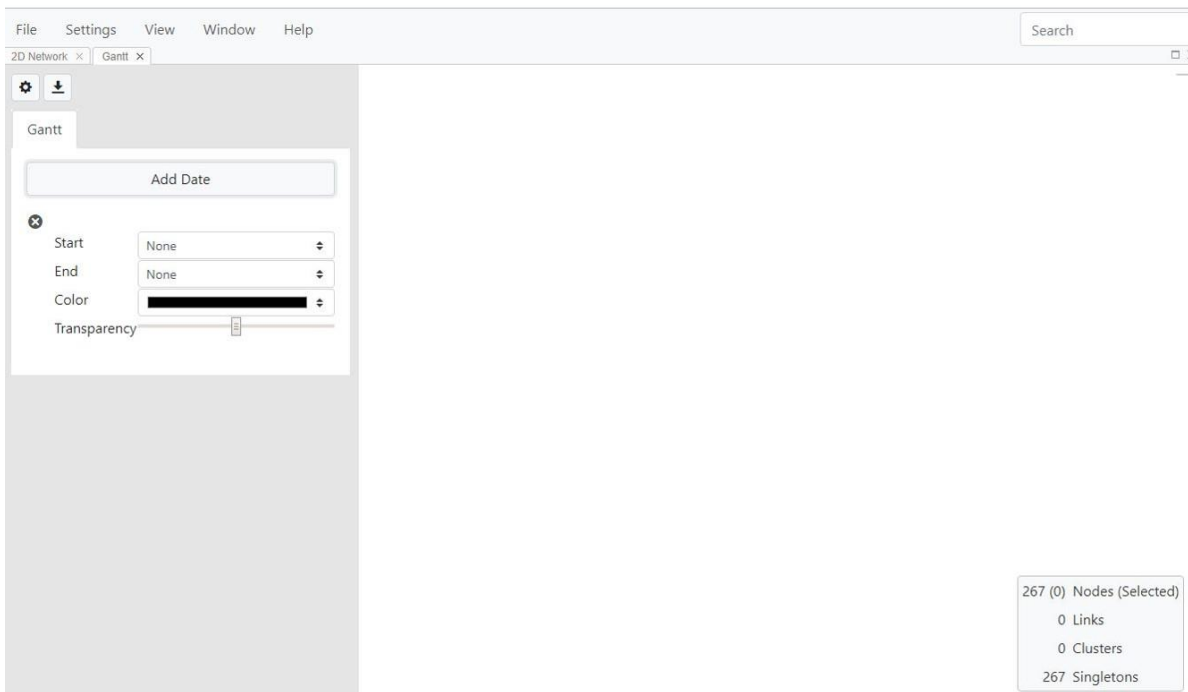 File Settings View Window Help Search
2D Network × Gantt ×
Gantt
Add Date
Start None
End None
Color
Transparency
267 (0) Nodes (Selected)
0 Links
0 Clusters
267 Singletons